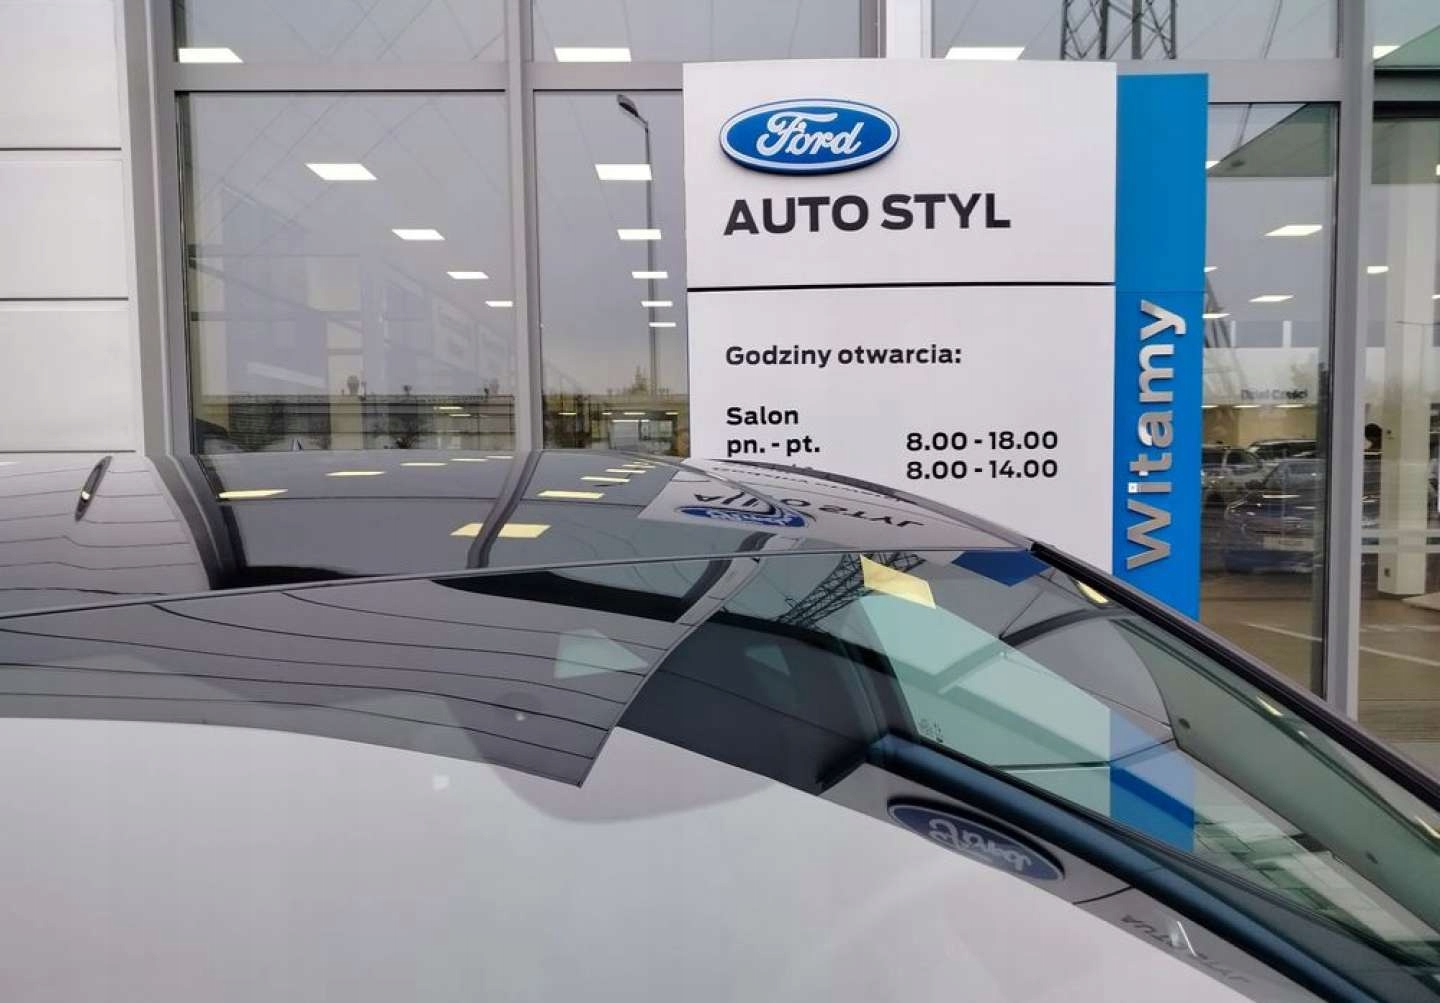 Ford
AUTO STYL
Godziny otwarcia:
Salon
pn. - pt. 8.00 - 18.00
8.00 - 14.00
witamy